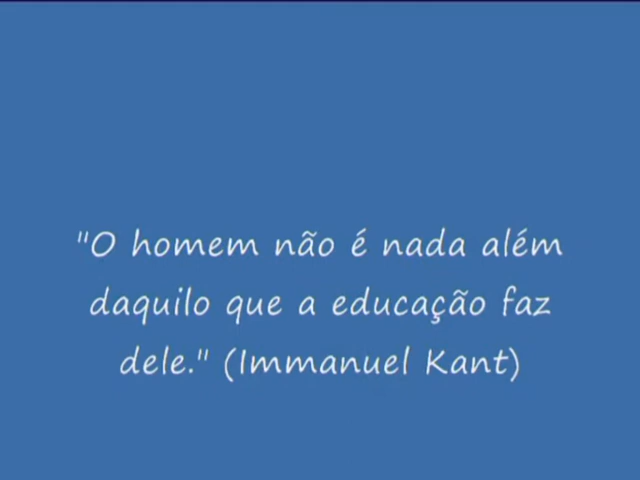 "O homem não é nada além
daquilo que a educação faz
dele." (Immanuel Kant)